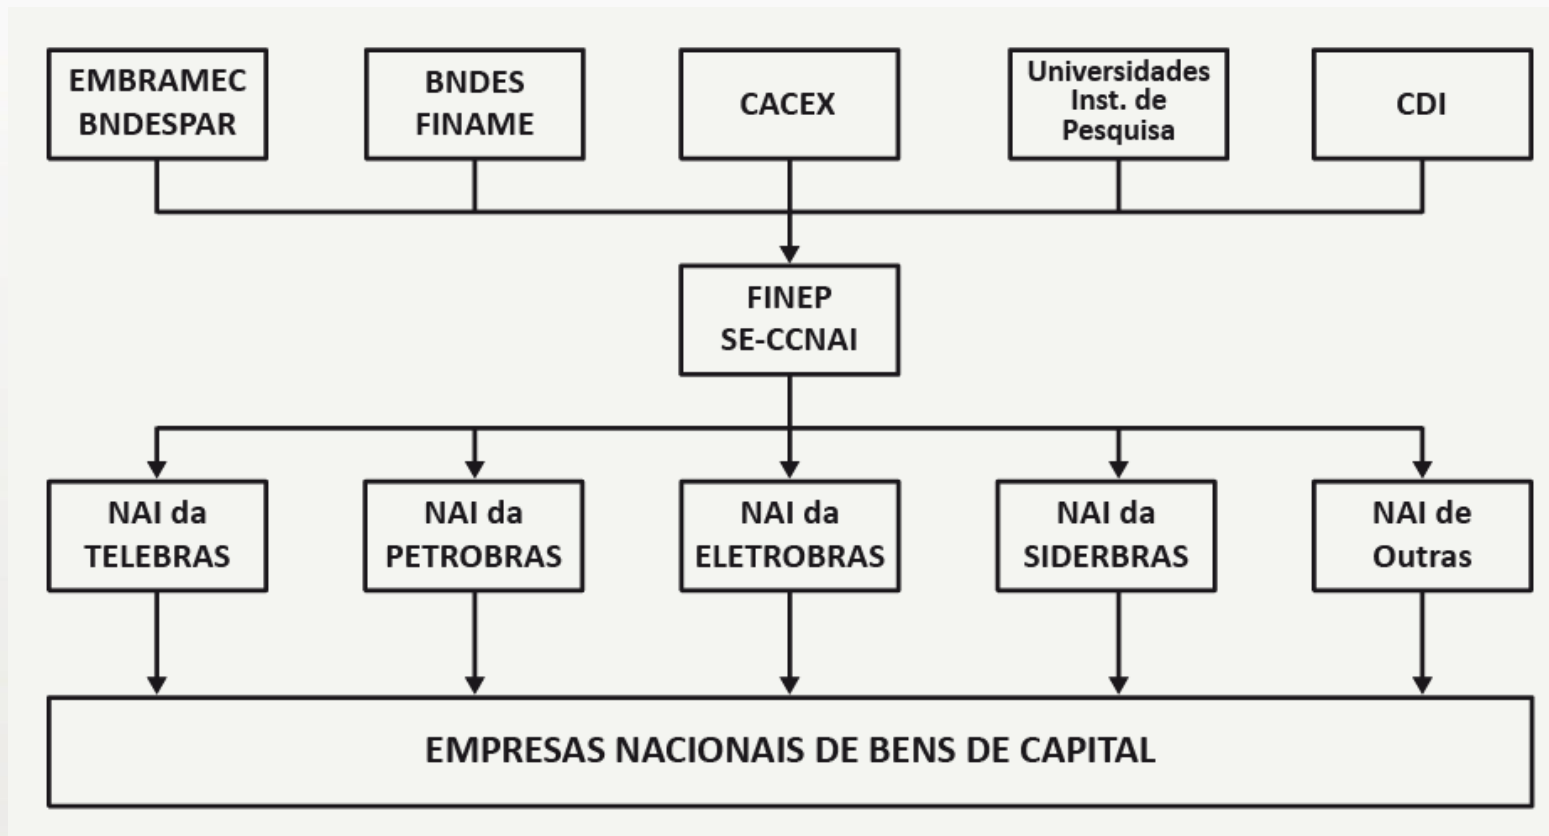 EMBRAMEC
BNDESPAR
BNDES
FINAME
CACEX
Universidades
Inst. de
Pesquisa
CDI
FINEP
SE-CCNAI
NAI da
TELEBRAS
NAI da
PETROBRAS
NAI da
ELETROBRAS
NAI da
SIDERBRAS
NAI de
Outras
EMPRESAS NACIONAIS DE BENS DE CAPITAL